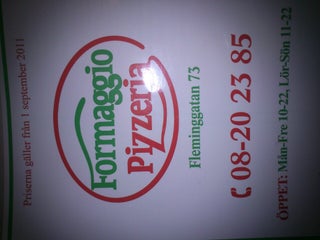 Priserna gäller från 1 september 2011
Formaggio
Pizzeria
Fleminggatan 73
08-20 23 85
ÖPPET: Mån-Fre 10-22, Lör-Sön 11-22